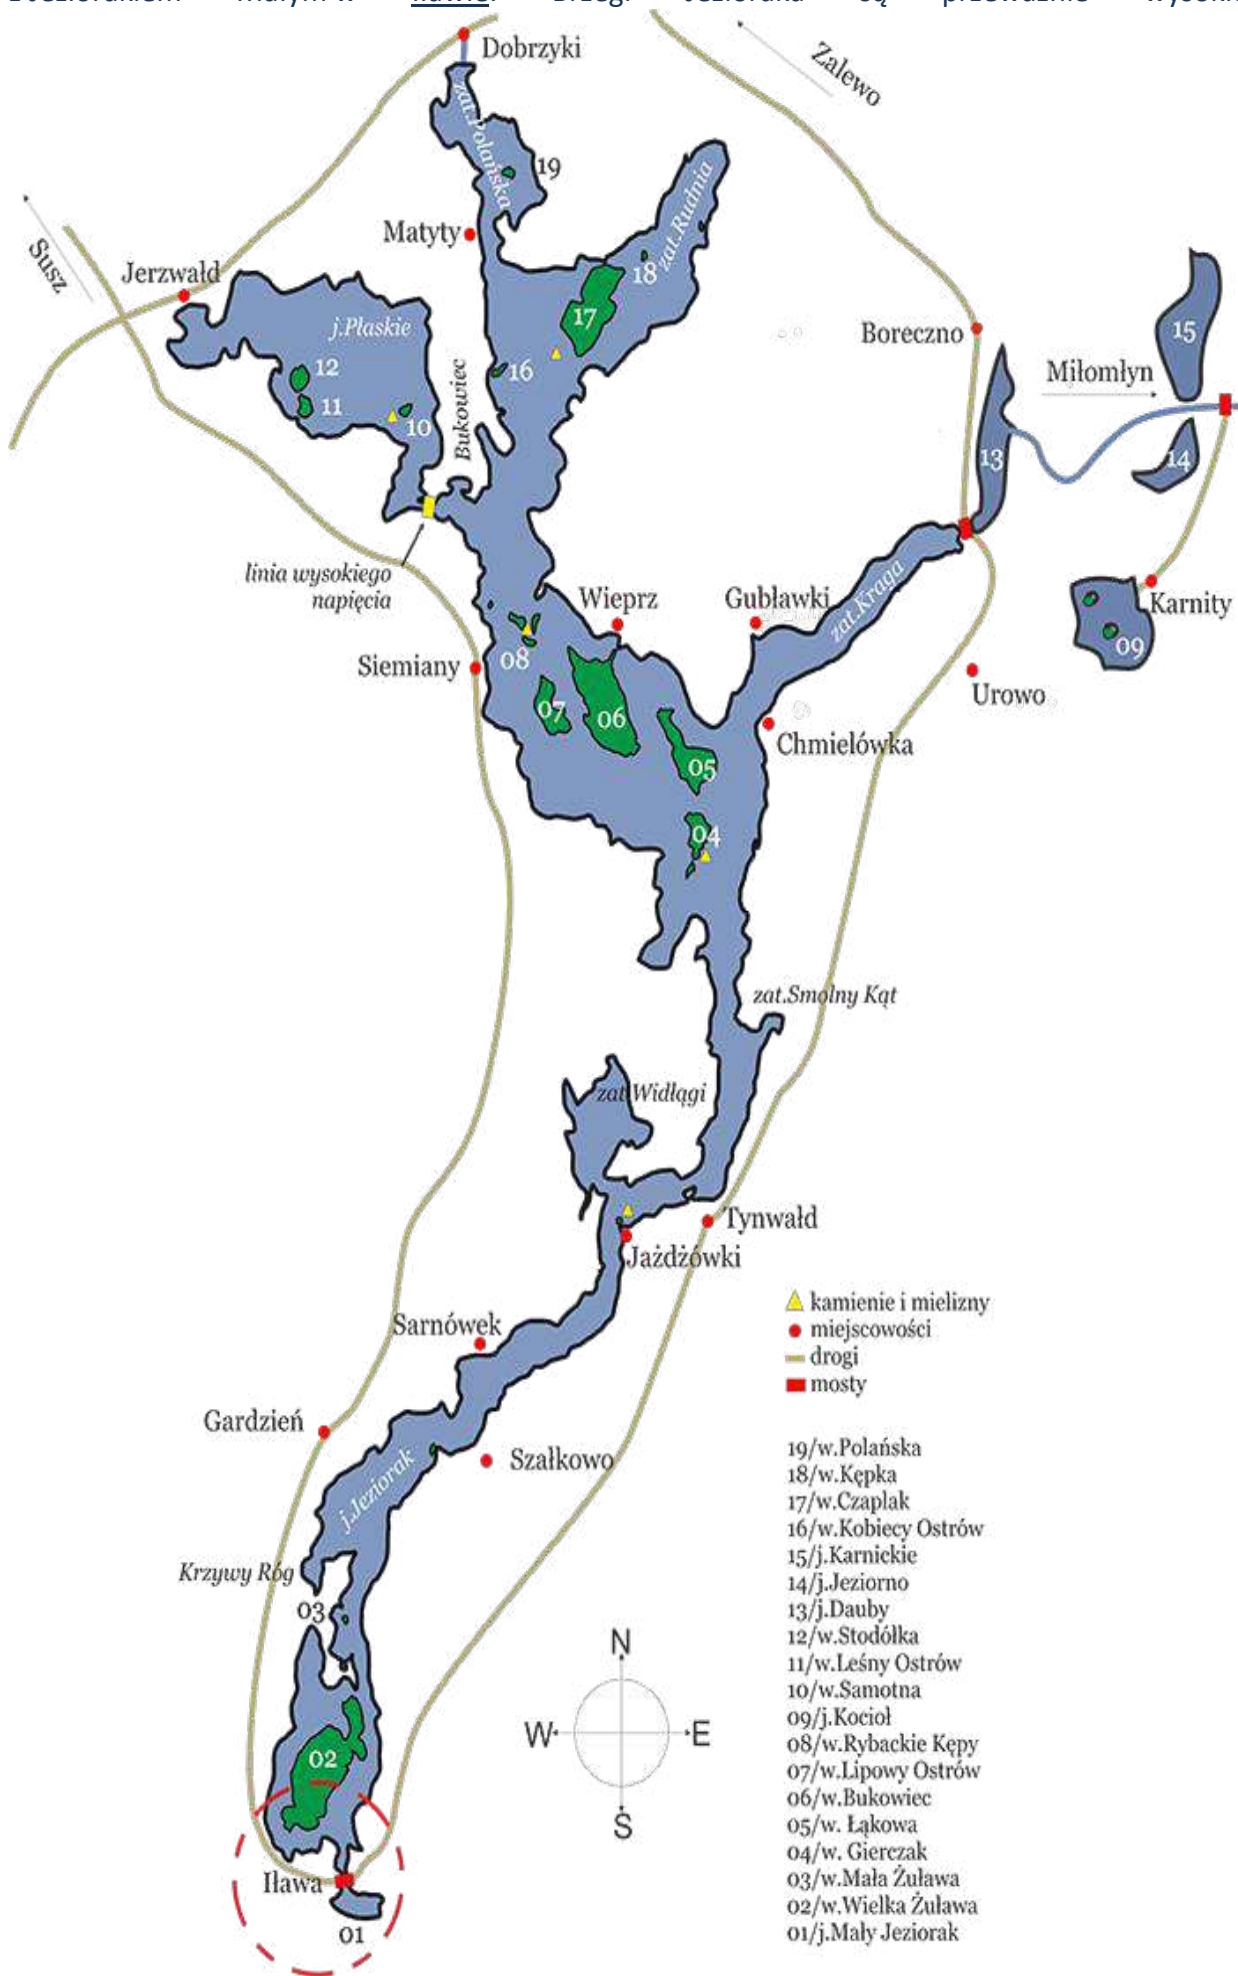 Dobrzyki
Zalewo
zat.Polańska
19
zat.Rudnia
Matyty
18
Susz
Jerzwałd
j.Płaskie
17
Boreczno
15
16
Miłomłyn
12
11
10
Bukowiec
13
14
linia wysokiego
napięcia
Wieprz
Gubławki
zat.Kraga
Karnity
09
08
Siemiany
07
06
Urowo
Chmielówka
05
04
zat.Smolny Kąt
zat.Widłągi
Tynwałd
Jażdżówki
Sarnówek
Gardzień
Szałkowo
j.Jeziorak
Krzywy Róg
03
02
Iława
01
N
W
E
S
kamienie i mielizny
miejscowości
drogi
mosty
19/w.Polańska
18/w.Kępka
17/w.Czaplak
16/w.Kobiecy Ostrów
15/j.Karnickie
14/j.Jeziorno
13/j.Dauby
12/w.Stodółka
11/w.Leśny Ostrów
10/w.Samotna
09/j.Kocioł
08/w.Rybackie Kępy
07/w.Lipowy Ostrów
06/w.Bukowiec
05/w. Łąkowa
04/w. Gierczak
03/w.Mała Żuława
02/w.Wielka Żuława
01/j.Mały Jeziorak